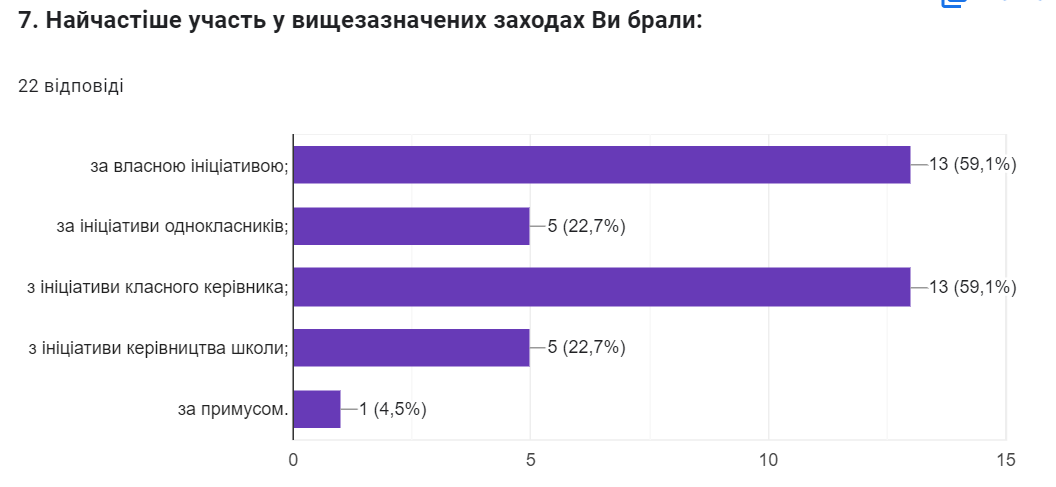 7. Найчастіше участь у вищезазначених заходах Ви брали:
22 відповіді
за власною ініціативою;
13 (59,1%)
за ініціативи однокласників;
5 (22,7%)
з ініціативи класного керівника;
13 (59,1%)
з ініціативи керівництва школи;
5 (22,7%)
за примусом.
1 (4,5%)
0 5 10 15